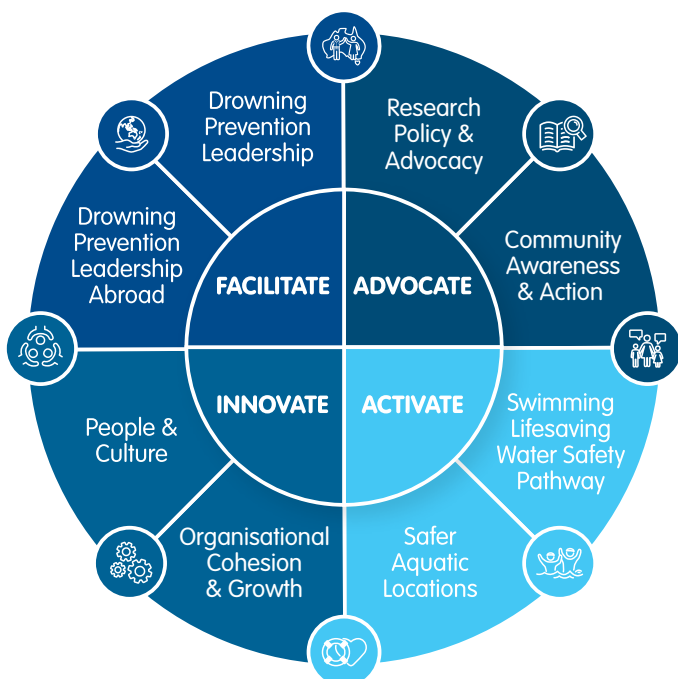 Drowning
Prevention
Leadership
Research
Policy &
Advocacy
Drowning
Prevention
Leadership
Abroad
Community
Awareness
& Action
FACILITATE
ADVOCATE
INNOVATE
ACTIVATE
People &
Culture
Swimming
Lifesaving
Water Safety
Pathway
Organisational
Cohesion
& Growth
Safer
Aquatic
Locations